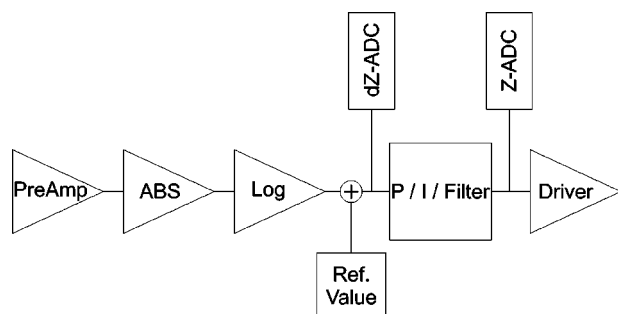 dZ-ADC
Z-ADC
PreAmp
ABS
Log
+
P / I / Filter
Driver
Ref.
Value